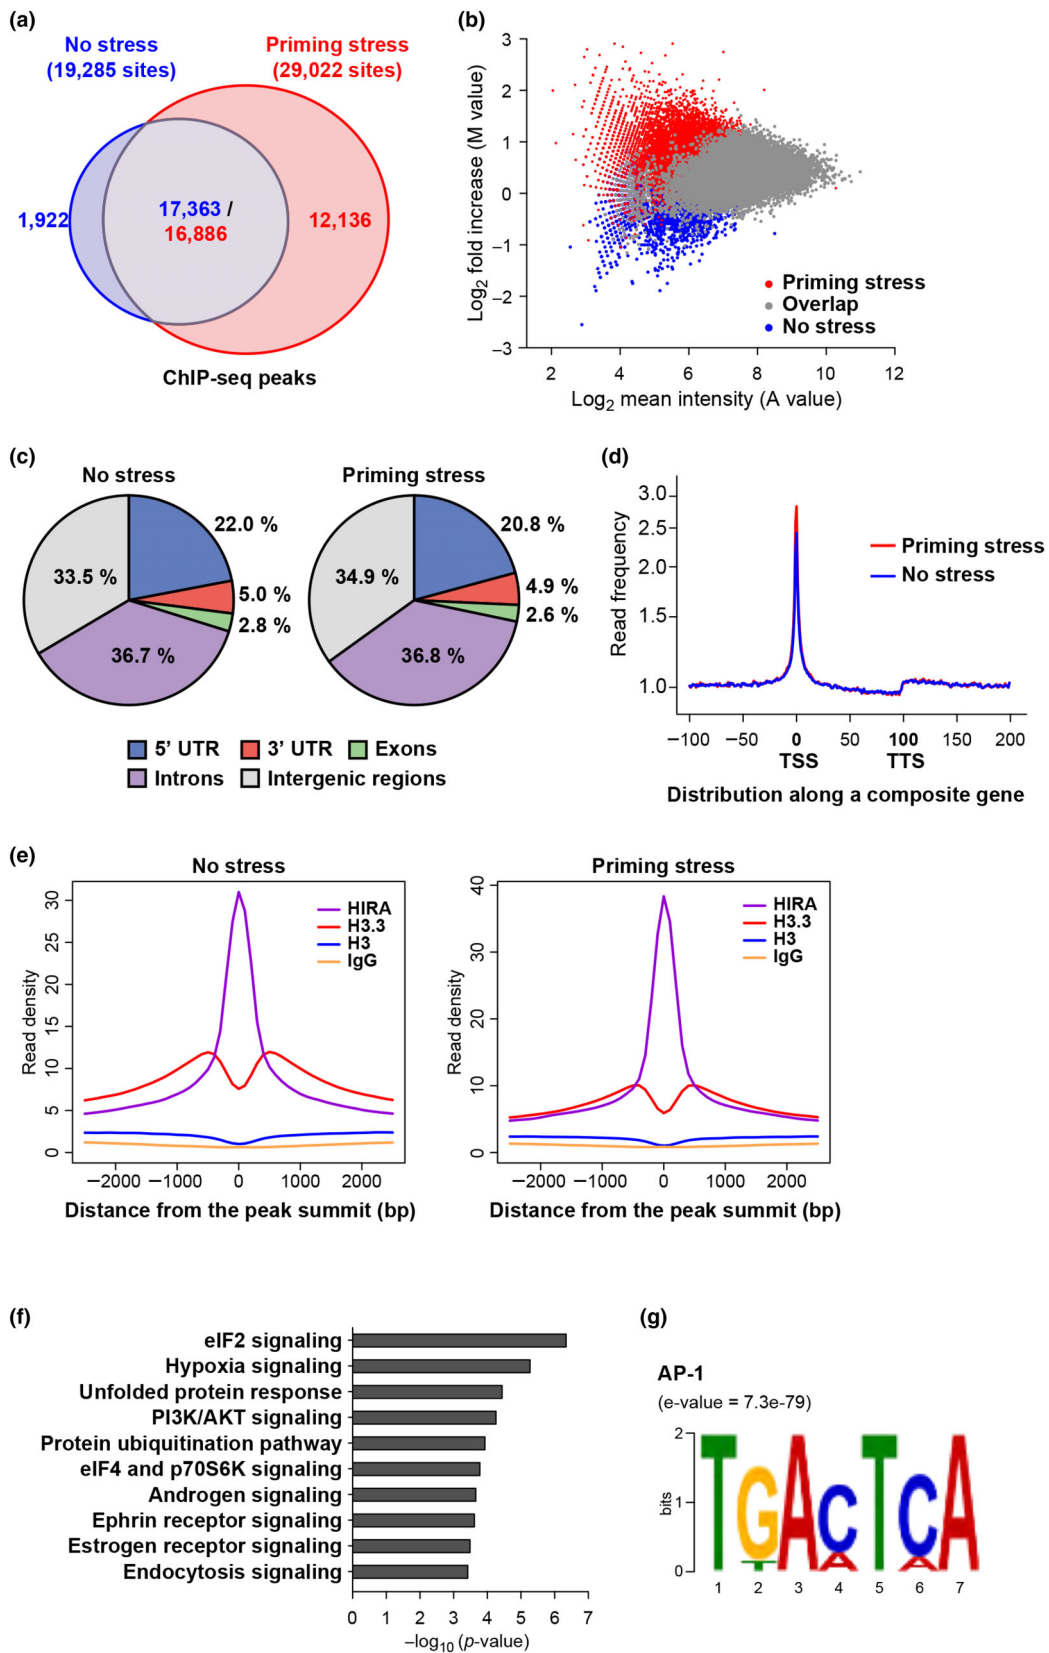 (a)
No stress
(19,285 sites)
Priming stress
(29,022 sites)
1,922
17,363 /
16,886
12,136
ChIP-seq peaks
(b)
Log2 fold increase (M value)
3
2
1
0
−1
−2
−3
Priming stress
Overlap
No stress
2 4 6 8 10 12
Log2 mean intensity (A value)
(c)
No stress
22.0 %
5.0 %
2.8 %
36.7 %
33.5 %
Priming stress
20.8 %
4.9 %
2.6 %
36.8 %
34.9 %
5’ UTR 3’ UTR Exons
Introns Intergenic regions
(d)
Read frequency
3.0
2.5
2.0
1.5
1.0
Priming stress
No stress
−100 −50 0 50 100 150 200
TSS TTS
Distribution along a composite gene
(e)
No stress
Read density
30
25
20
15
10
5
0
HIRA
H3.3
H3
IgG
−2000 −1000 0 1000 2000
Distance from the peak summit (bp)
Priming stress
Read density
40
30
20
10
0
HIRA
H3.3
H3
IgG
−2000 −1000 0 1000 2000
Distance from the peak summit (bp)
(f)
eIF2 signaling
Hypoxia signaling
Unfolded protein response
PI3K/AKT signaling
Protein ubiquitination pathway
eIF4 and p70S6K signaling
Androgen signaling
Ephrin receptor signaling
Estrogen receptor signaling
Endocytosis signaling
0 1 2 3 4 5 6 7
−log10 (p-value)
(g)
AP-1
(e-value = 7.3e-79)
bits
2
1
0
TGACTCA
T A A
1 2 3 4 5 6 7